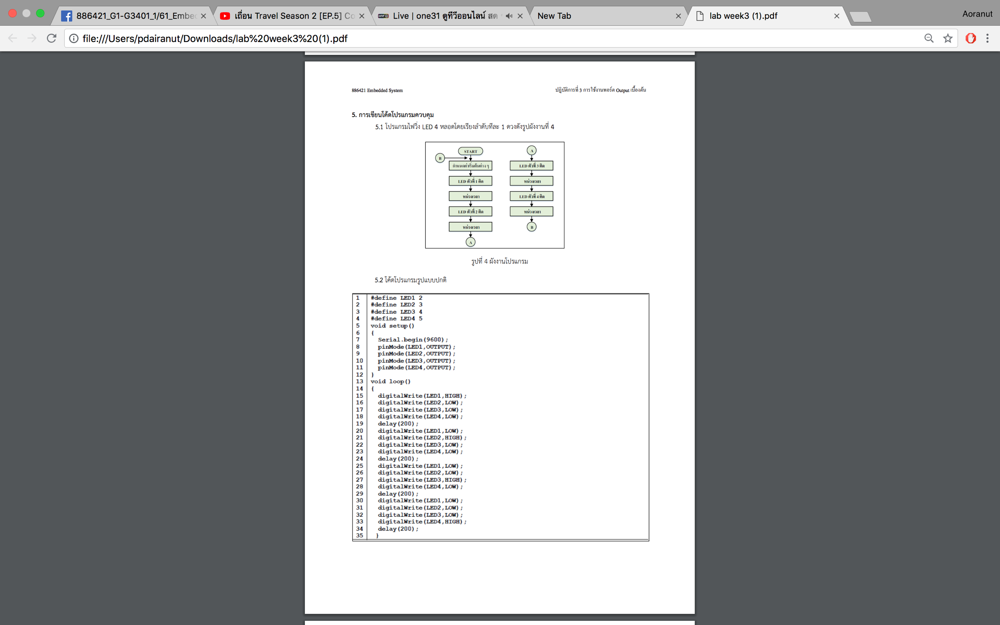 886421_G1-G3401_1/61_Embe
เถื่อน Travel Season 2 [EP.5] Co
Live | one31 ดูทีวีออนไลน์ สด
New Tab
lab week3 (1).pdf
Aoranut
file:///Users/pdairanut/Downloads/lab%20week3%20(1).pdf
886421 Embedded System
ปฏิบัติการที่ 3 การใช้งานพอร์ต Output เบื้องต้น
5. การเขียนโค้ดโปรแกรมควบคุม
5.1 โปรแกรมไฟวิ่ง LED 4 หลอดโดยเรียงลำดับทีละ 1 ดวงดังรูปผังงานที่ 4
START
B
กำหนดค่าเริ่มต้นต่าง ๆ
LED ตัวที่ 1 ติด
หน่วงเวลา
LED ตัวที่ 2 ติด
หน่วงเวลา
A
A
LED ตัวที่ 3 ติด
หน่วงเวลา
LED ตัวที่ 4 ติด
หน่วงเวลา
B
รูปที่ 4 ผังงานโปรแกรม
5.2 โค้ดโปรแกรมรูปแบบปกติ
1 #define LED1 2
2 #define LED2 3
3 #define LED3 4
4 #define LED4 5
5 void setup()
6 {
7 Serial.begin(9600);
8 pinMode(LED1,OUTPUT);
9 pinMode(LED2,OUTPUT);
10 pinMode(LED3,OUTPUT);
11 pinMode(LED4,OUTPUT);
12 }
13 void loop()
14 {
15 digitalWrite(LED1,HIGH);
16 digitalWrite(LED2,LOW);
17 digitalWrite(LED3,LOW);
18 digitalWrite(LED4,LOW);
19 delay(200);
20 digitalWrite(LED1,LOW);
21 digitalWrite(LED2,HIGH);
22 digitalWrite(LED3,LOW);
23 digitalWrite(LED4,LOW);
24 delay(200);
25 digitalWrite(LED1,LOW);
26 digitalWrite(LED2,LOW);
27 digitalWrite(LED3,HIGH);
28 digitalWrite(LED4,LOW);
29 delay(200);
30 digitalWrite(LED1,LOW);
31 digitalWrite(LED2,LOW);
32 digitalWrite(LED3,LOW);
33 digitalWrite(LED4,HIGH);
34 delay(200);
35 }